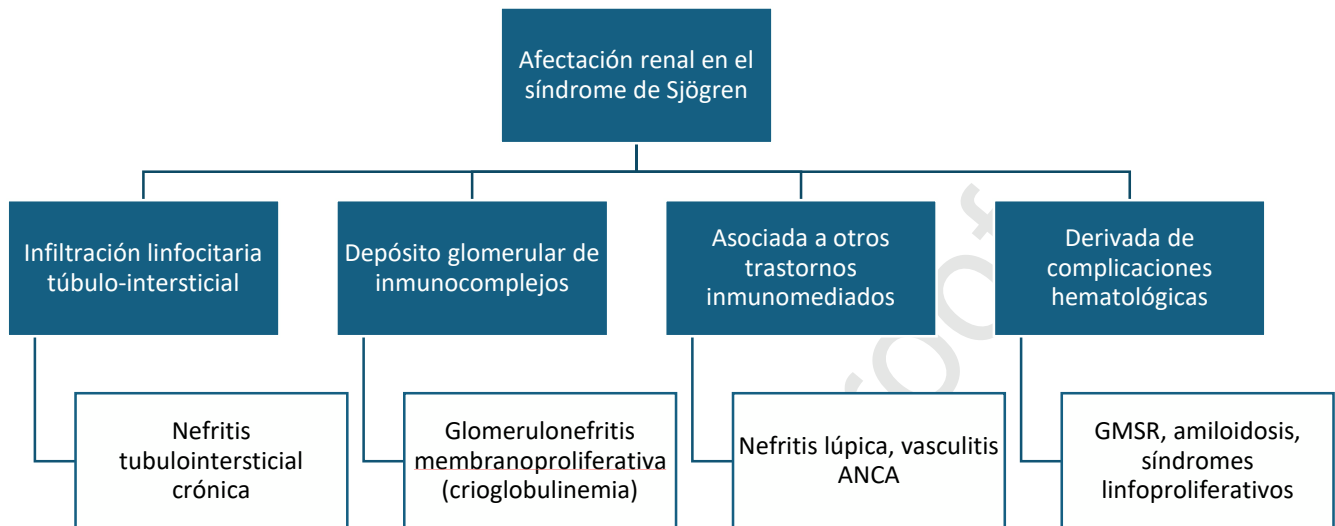 Afectación renal en el
síndrome de Sjögren
Infiltración linfocitaria
túbulo-intersticial
Depósito glomerular de
inmunocomplejos
Asociada a otros
trastornos
inmunomediados
Derivada de
complicaciones
hematológicas
Nefritis
tubulointersticial
crónica
Glomerulonefritis
membranoproliferativa
(crioglobulinemia)
Nefritis lúpica, vasculitis
ANCA
GMSR, amiloidosis,
síndromes
linfoproliferativos